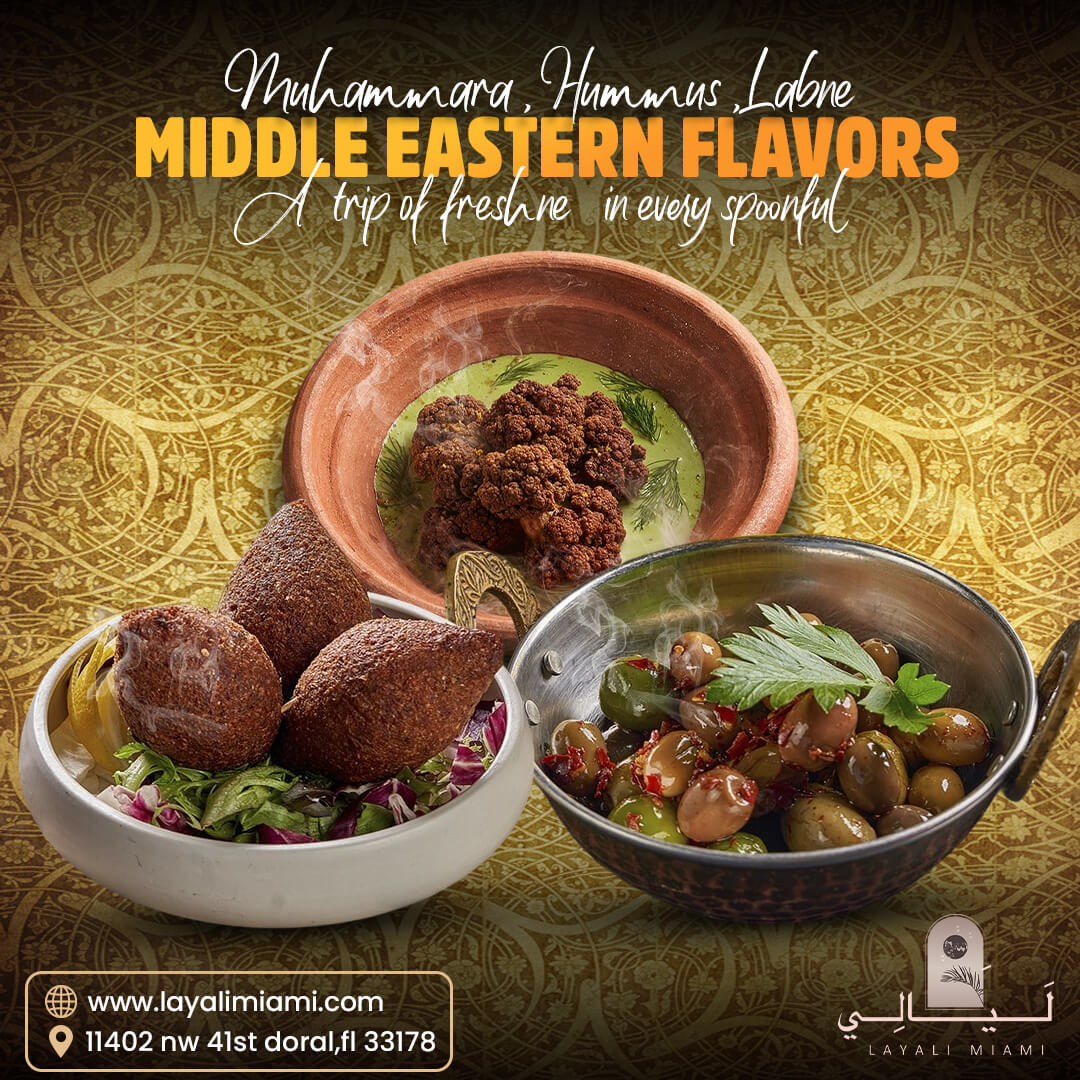 Muhammara, Hummus, Labne
MIDDLE EASTERN FLAVORS
A trip of freshne in every spoonful
www.layalimiami.com
11402 nw 41st doral,fl 33178
لَيَـالِي
LAYALI MIAMI